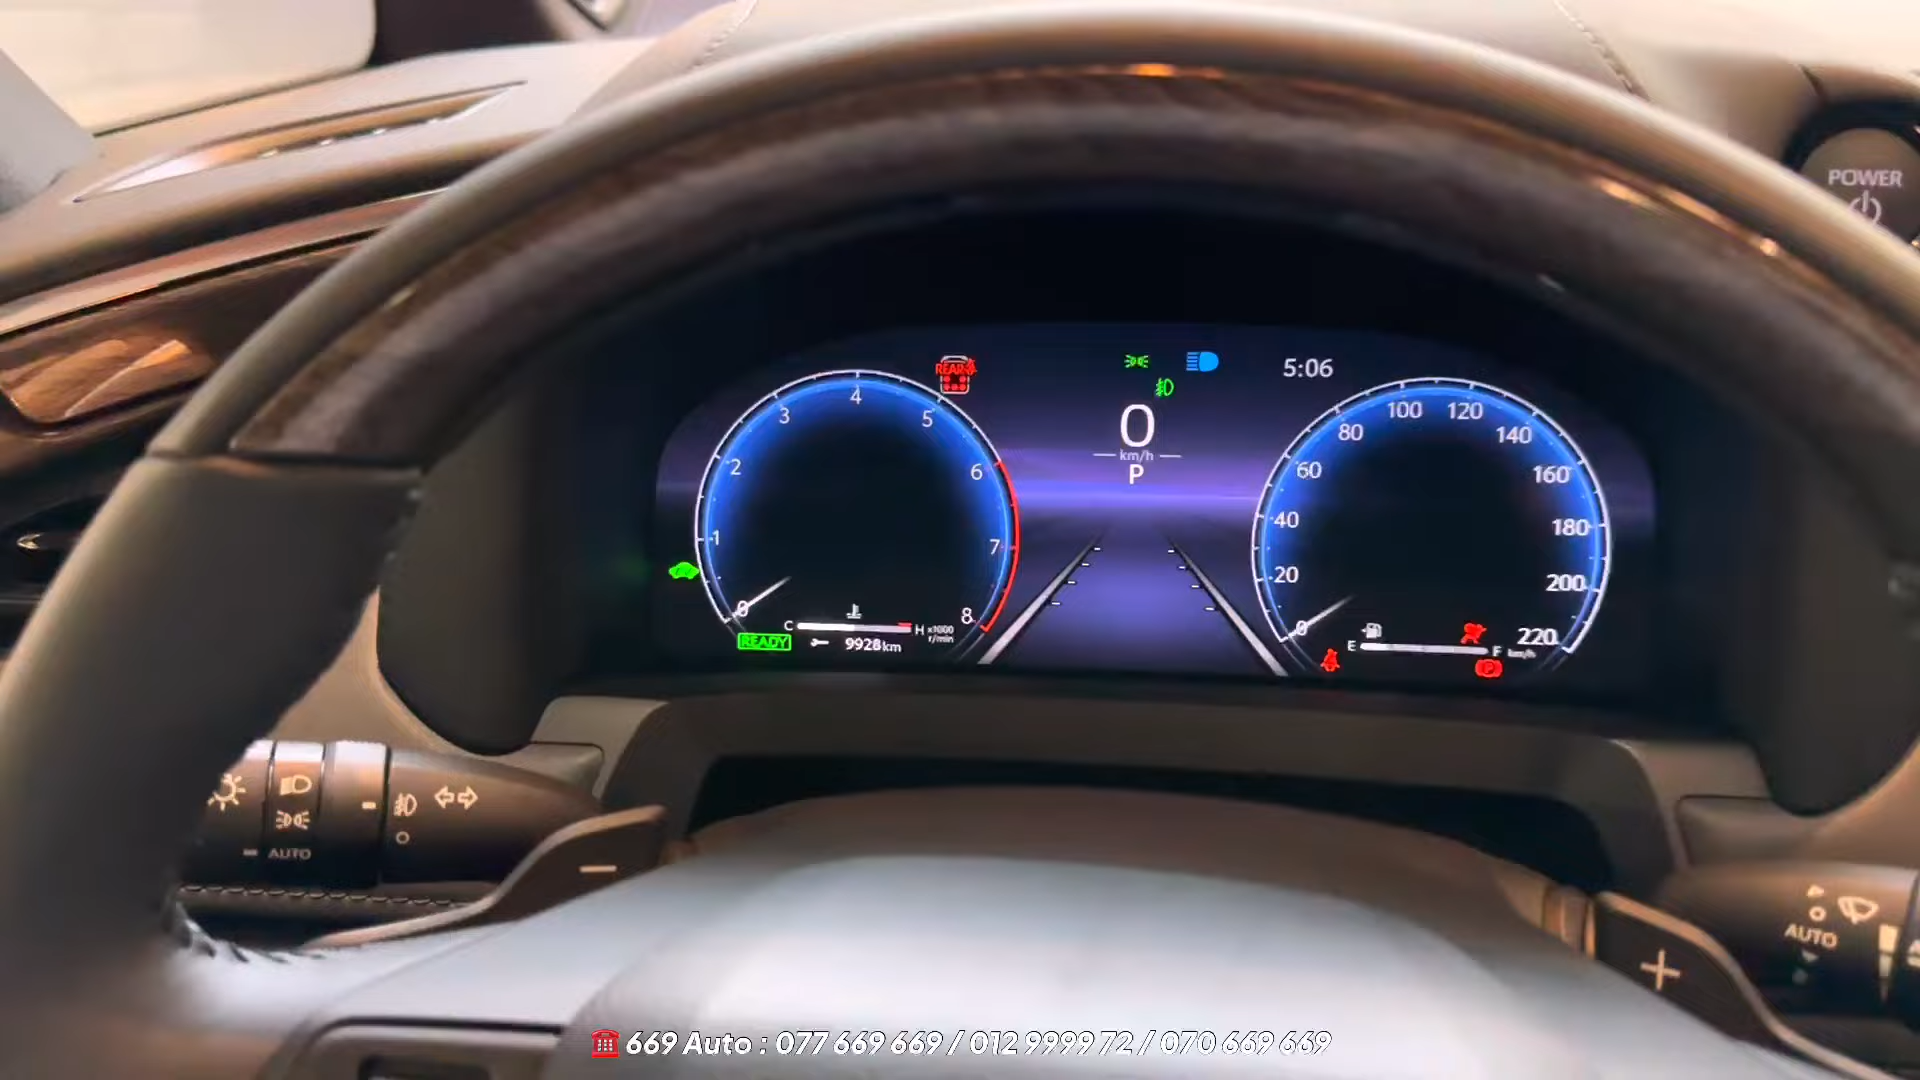 POWER
REAR
5:06
0
km/h
P
0 1 2 3 4 5 6 7 8
x1000
r/min
C H
READY
9928km
0 20 40 60 80 100 120 140 160 180 200 220
km/h
E F
P
AUTO
-
AUTO
+
669 Auto : 077 669 669 / 012 9999 72 / 070 669 669